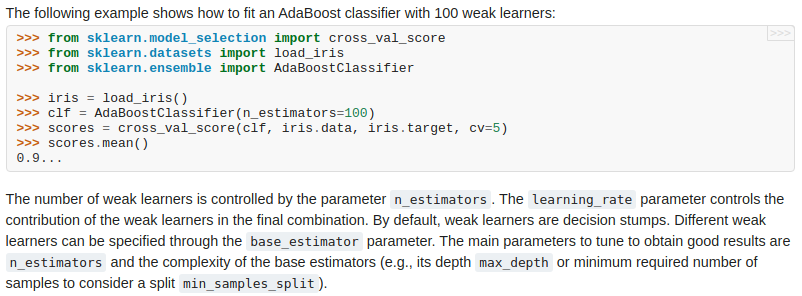 The following example shows how to fit an AdaBoost classifier with 100 weak learners:
>>>
>>> from sklearn.model_selection import cross_val_score
>>> from sklearn.datasets import load_iris
>>> from sklearn.ensemble import AdaBoostClassifier
>>> iris = load_iris()
>>> clf = AdaBoostClassifier(n_estimators=100)
>>> scores = cross_val_score(clf, iris.data, iris.target, cv=5)
>>> scores.mean()
0.9...
The number of weak learners is controlled by the parameter n_estimators. The learning_rate parameter controls the
contribution of the weak learners in the final combination. By default, weak learners are decision stumps. Different weak
learners can be specified through the base_estimator parameter. The main parameters to tune to obtain good results are
n_estimators and the complexity of the base estimators (e.g., its depth max_depth or minimum required number of
samples to consider a split min_samples_split).